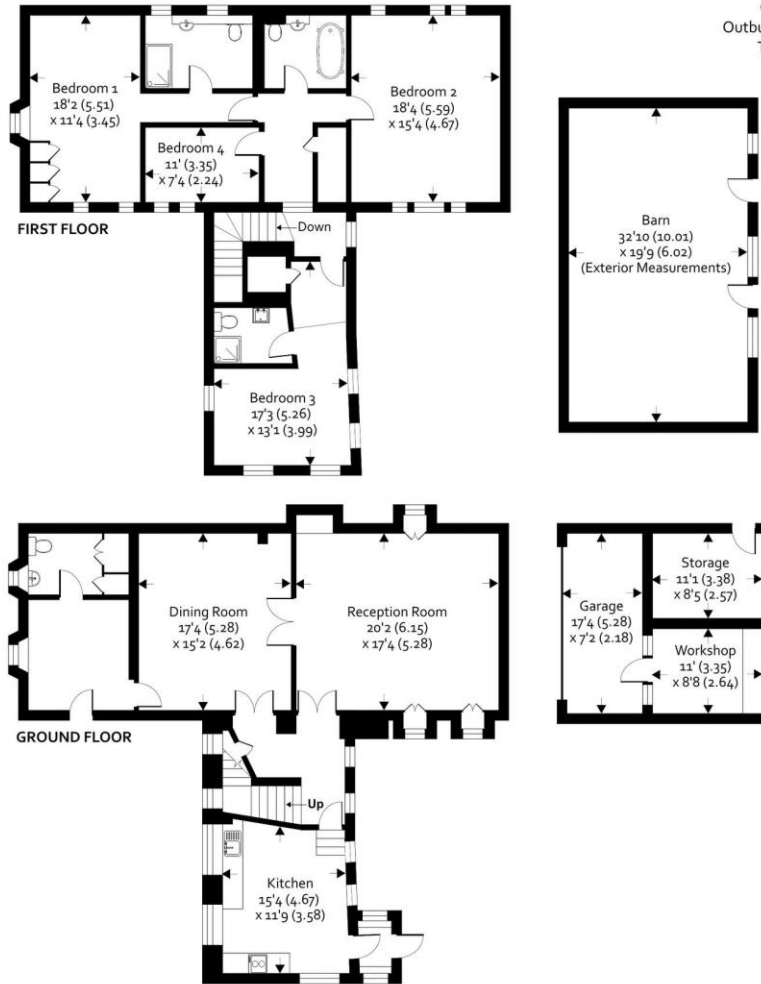 Outbu
T
Bedroom 1
18'2 (5.51)
x 11'4 (3.45)
Bedroom 2
18'4 (5.59)
x 15'4 (4.67)
Bedroom 4
11' (3.35)
x 7'4 (2.24)
FIRST FLOOR
Down
Bedroom 3
17'3 (5.26)
x 13'1 (3.99)
Barn
32'10 (10.01)
x 19'9 (6.02)
(Exterior Measurements)
Dining Room
17'4 (5.28)
x 15'2 (4.62)
Reception Room
20'2 (6.15)
x 17'4 (5.28)
GROUND FLOOR
Up
Kitchen
15'4 (4.67)
x 11'9 (3.58)
Garage
17'4 (5.28)
x 7'2 (2.18)
Storage
11'1 (3.38)
x 8'5 (2.57)
Workshop
11' (3.35)
x 8'8 (2.64)